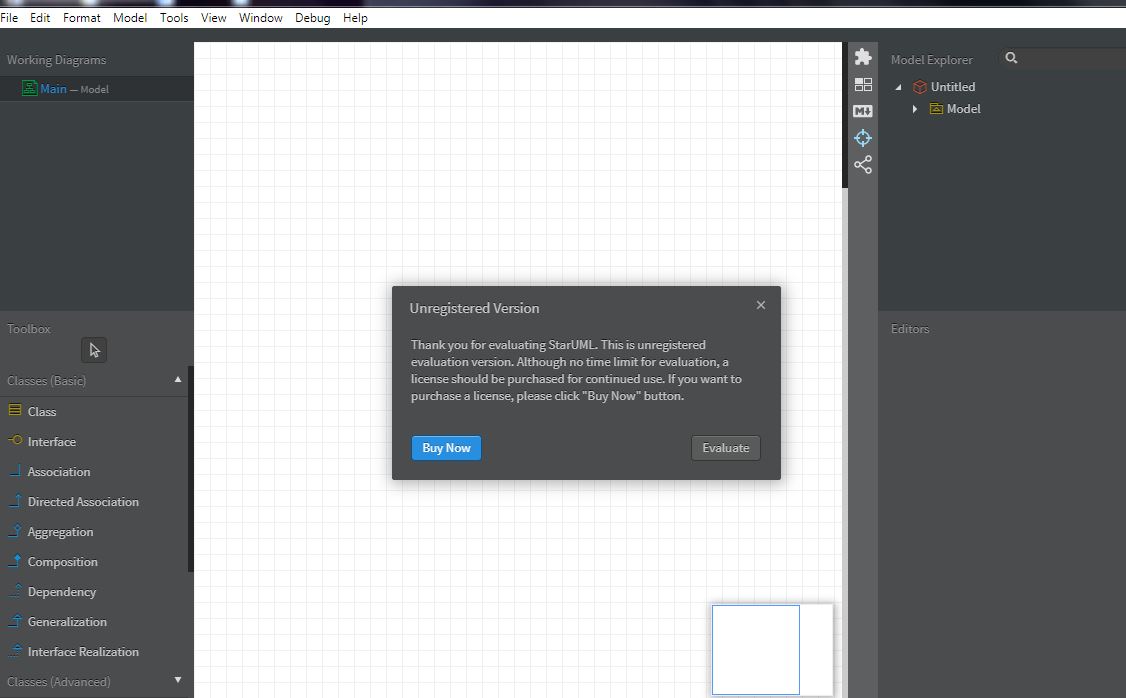 File Edit Format Model Tools View Window Debug Help
Working Diagrams
Main — Model
Toolbox
Classes (Basic)
Class
Interface
Association
Directed Association
Aggregation
Composition
Dependency
Generalization
Interface Realization
Classes (Advanced)
Unregistered Version
Thank you for evaluating StarUML. This is unregistered
evaluation version. Although no time limit for evaluation, a
license should be purchased for continued use. If you want to
purchase a license, please click "Buy Now" button.
Buy Now Evaluate
M
Model Explorer
Untitled
Model
Editors